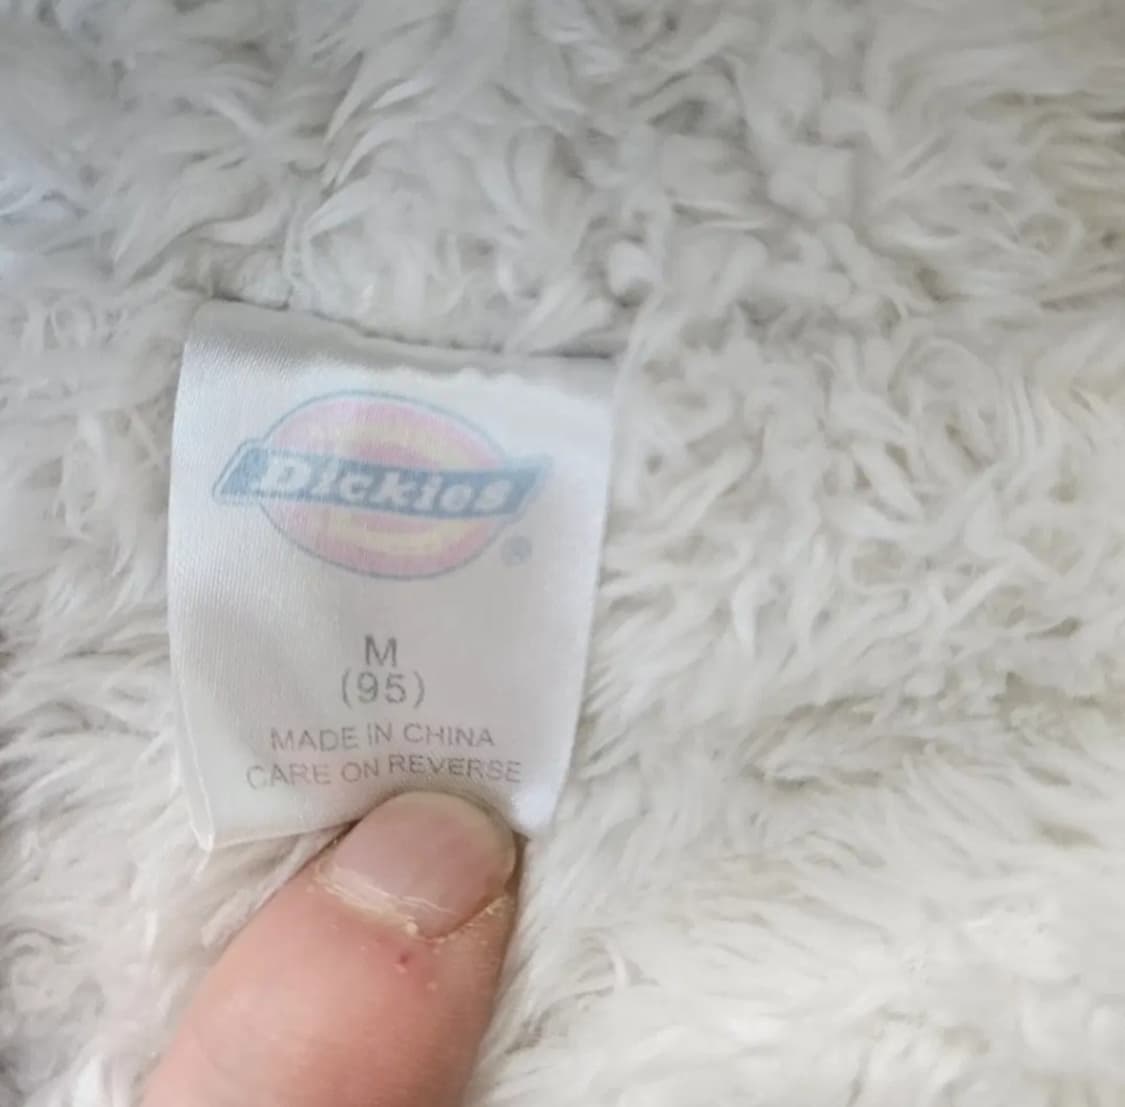 Dickies
®
M
(95)
MADE IN CHINA
CARE ON REVERSE